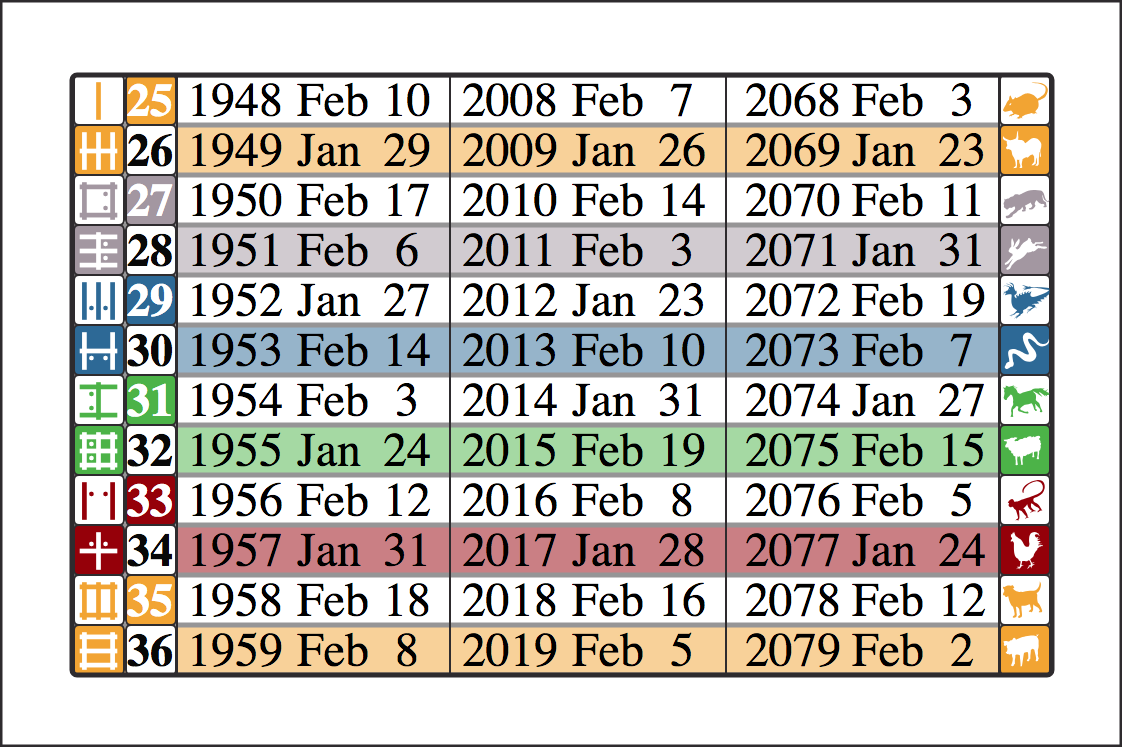 25 1948 Feb 10 2008 Feb 7 2068 Feb 3
26 1949 Jan 29 2009 Jan 26 2069 Jan 23
27 1950 Feb 17 2010 Feb 14 2070 Feb 11
28 1951 Feb 6 2011 Feb 3 2071 Jan 31
29 1952 Jan 27 2012 Jan 23 2072 Feb 19
30 1953 Feb 14 2013 Feb 10 2073 Feb 7
31 1954 Feb 3 2014 Jan 31 2074 Jan 27
32 1955 Jan 24 2015 Feb 19 2075 Feb 15
33 1956 Feb 12 2016 Feb 8 2076 Feb 5
34 1957 Jan 31 2017 Jan 28 2077 Jan 24
35 1958 Feb 18 2018 Feb 16 2078 Feb 12
36 1959 Feb 8 2019 Feb 5 2079 Feb 2